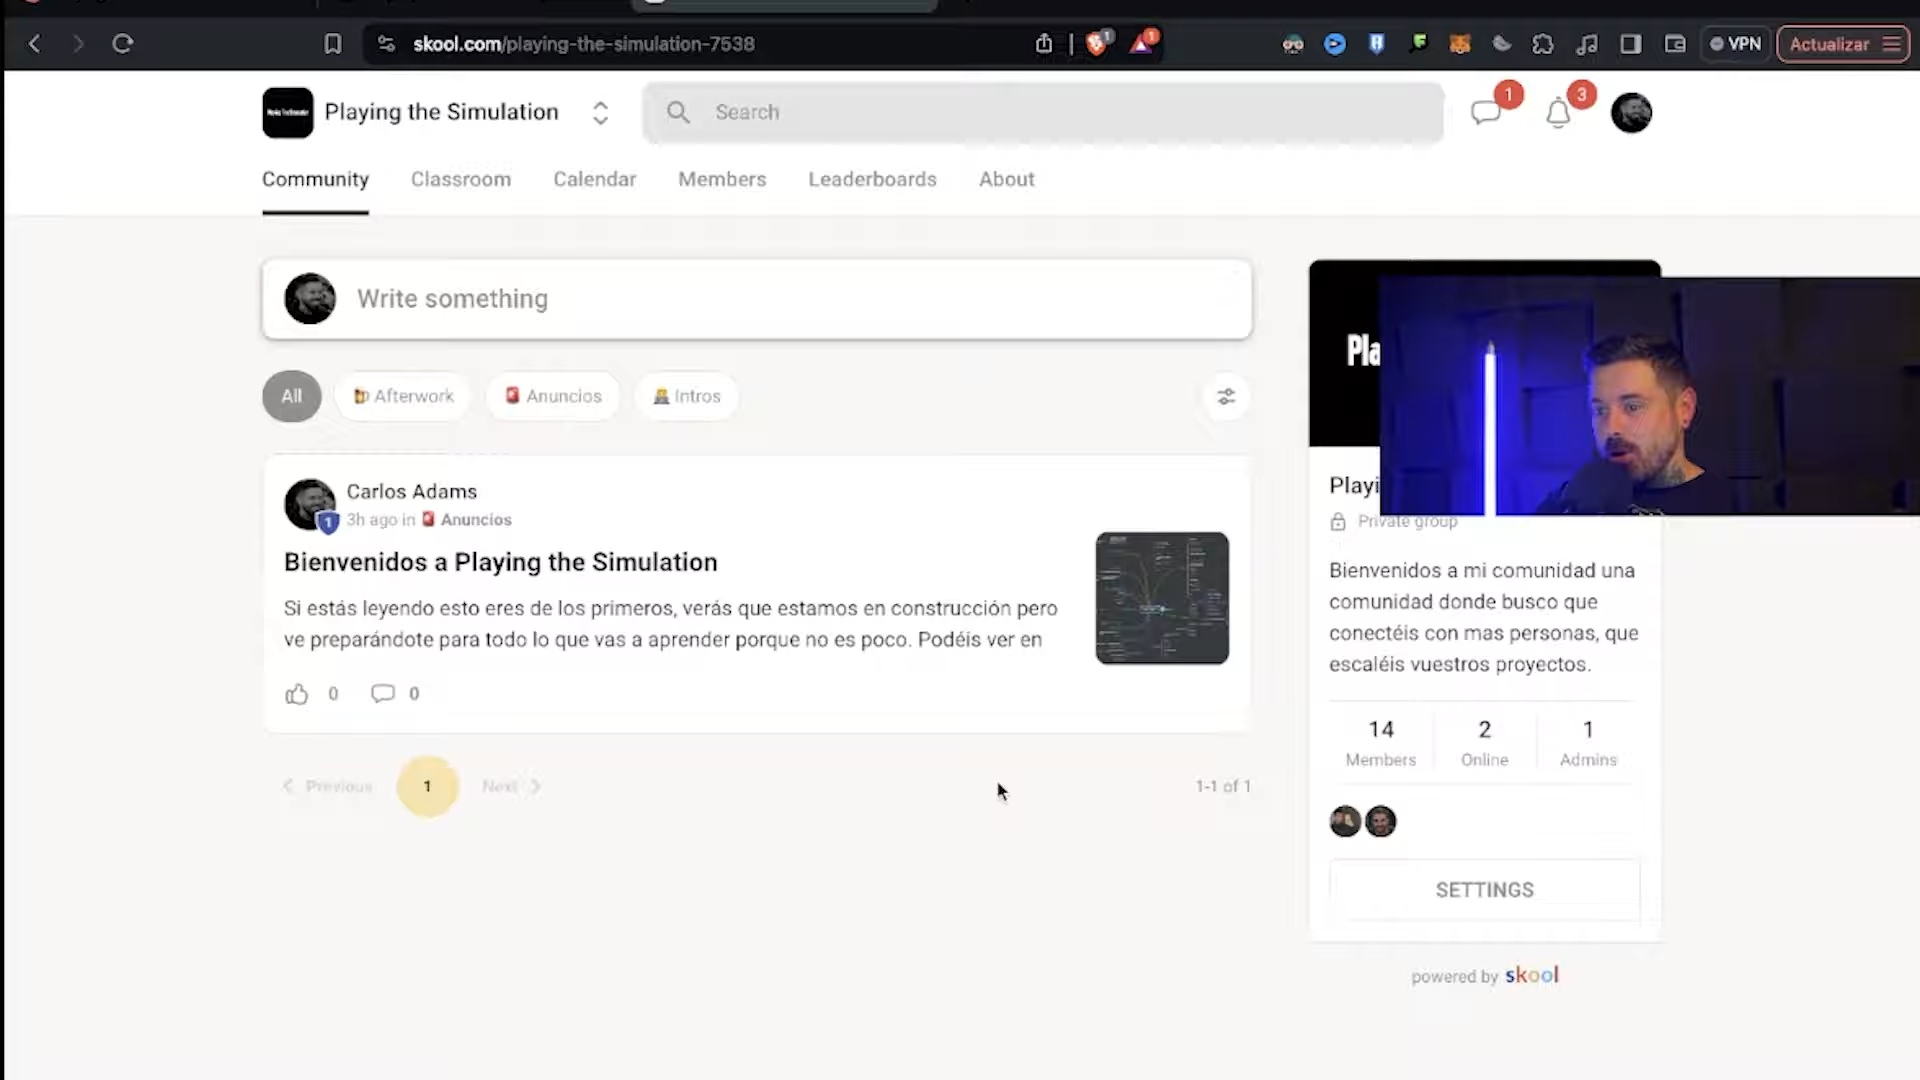 skool.com/playing-the-simulation-7538
1
1
VPN
Actualizar
Playing the Simulation
Search
1
3
Community
Classroom
Calendar
Members
Leaderboards
About
Write something
All
Afterwork
Anuncios
Intros
Carlos Adams
1
3h ago in Anuncios
Bienvenidos a Playing the Simulation
Si estás leyendo esto eres de los primeros, verás que estamos en construcción pero
ve preparándote para todo lo que vas a aprender porque no es poco. Podéis ver en
0
0
Previous
1
Next
1-1 of 1
Pla
Playi
Private group
Bienvenidos a mi comunidad una
comunidad donde busco que
conectéis con mas personas, que
escaléis vuestros proyectos.
14
2
1
Members
Online
Admins
SETTINGS
powered by skool